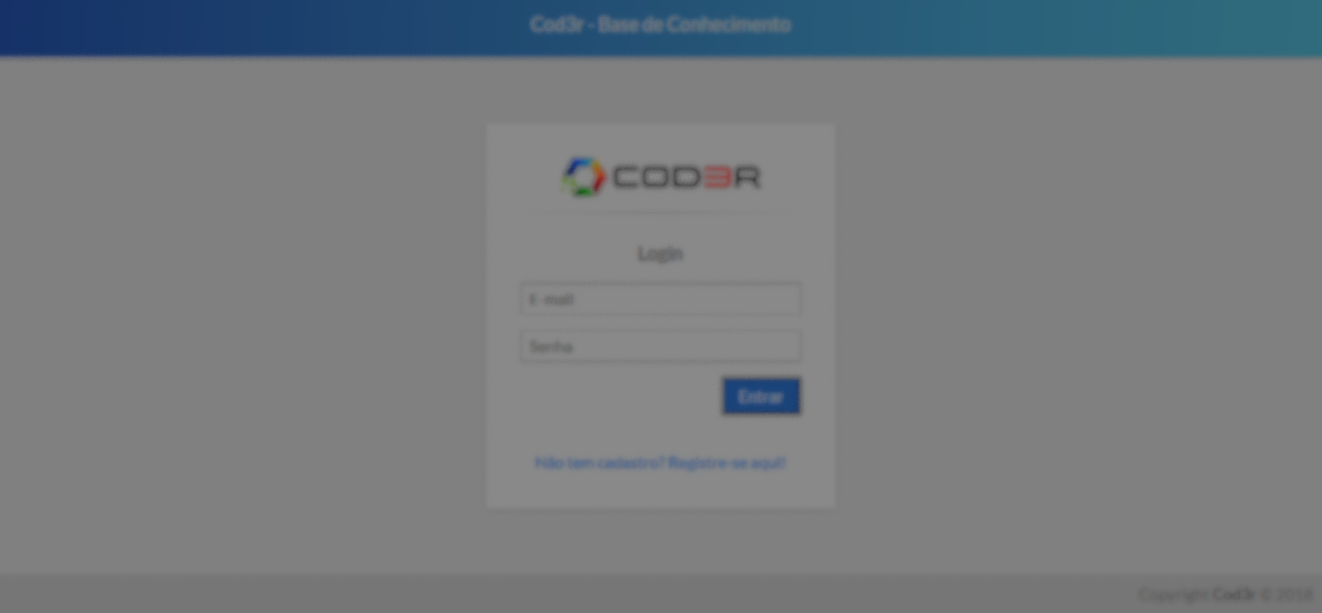 Cod3r - Base de Conhecimento
COD3R
Login
E-mail
Senha
Entrar
Não tem cadastro? Registre-se aqui!
Copyright Cod3r © 2018